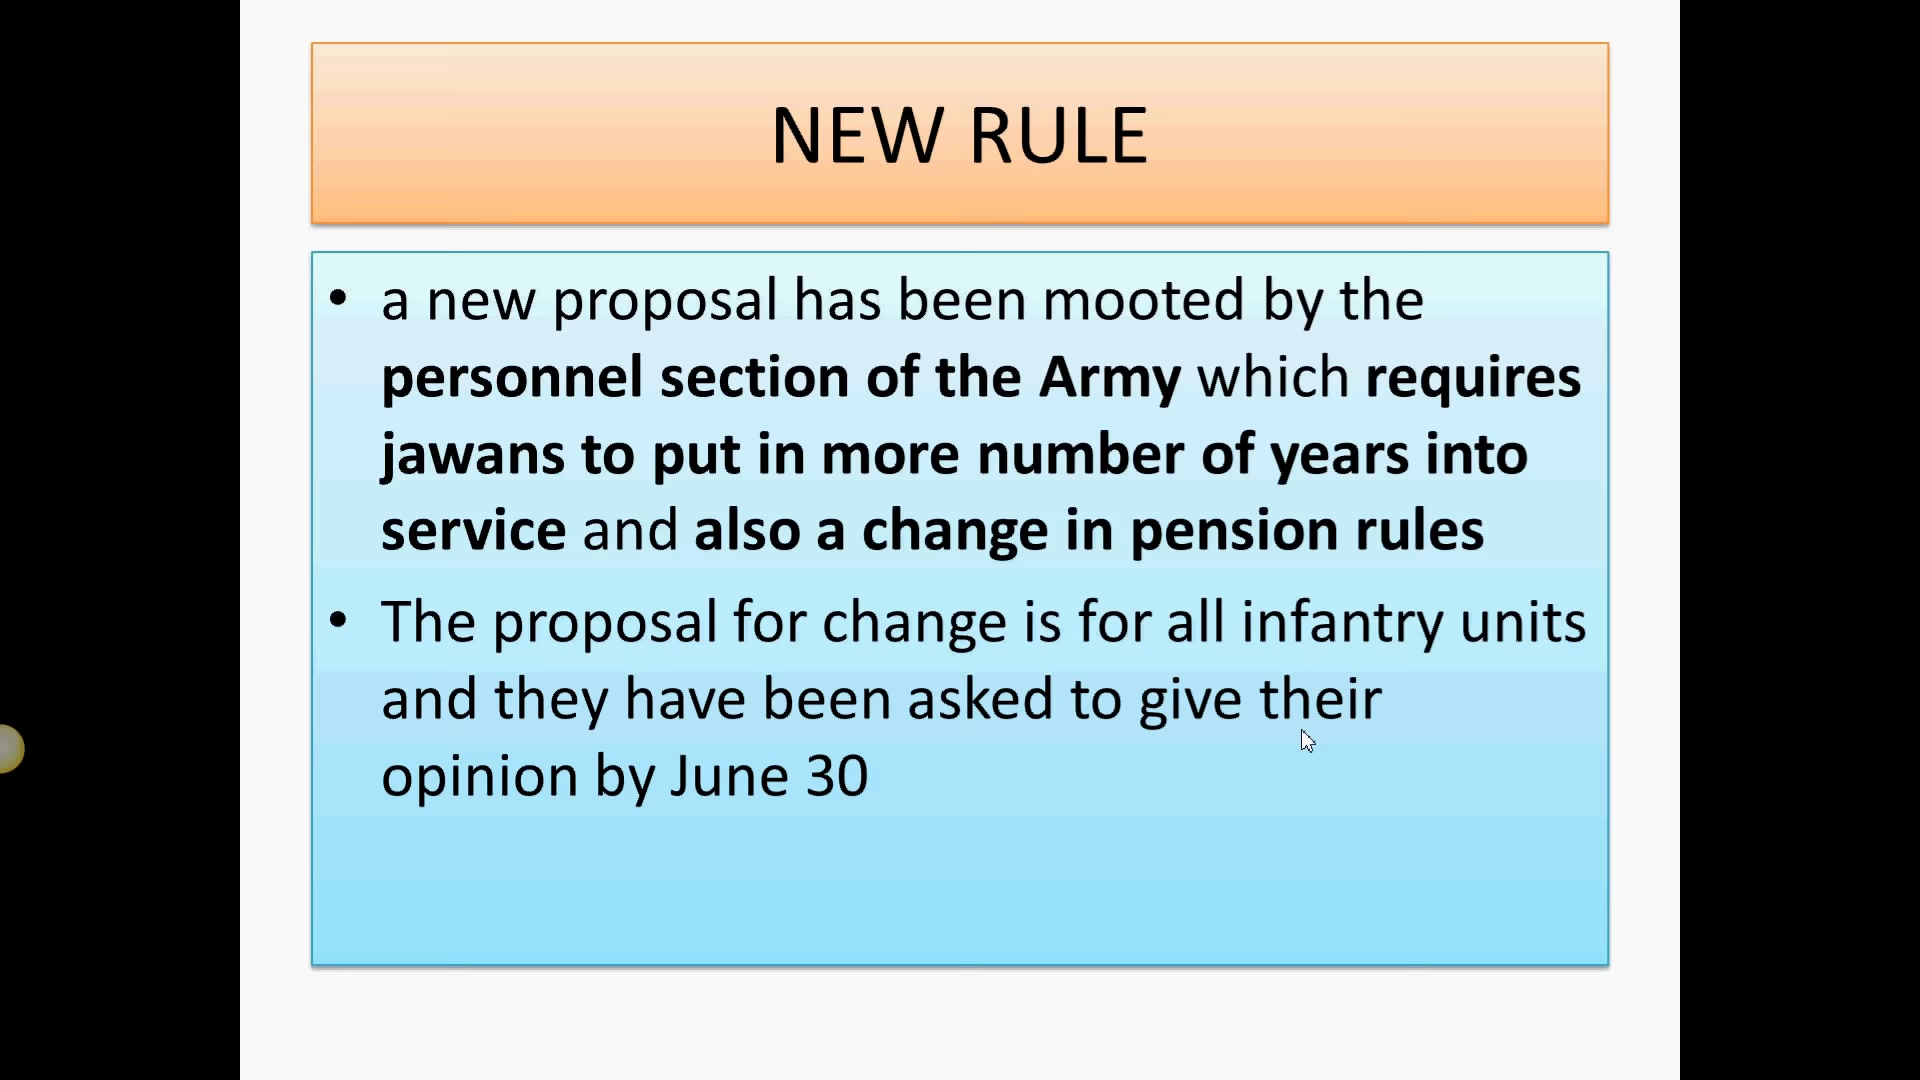 NEW RULE
• a new proposal has been mooted by the
personnel section of the Army which requires
jawans to put in more number of years into
service and also a change in pension rules
• The proposal for change is for all infantry units
and they have been asked to give their
opinion by June 30